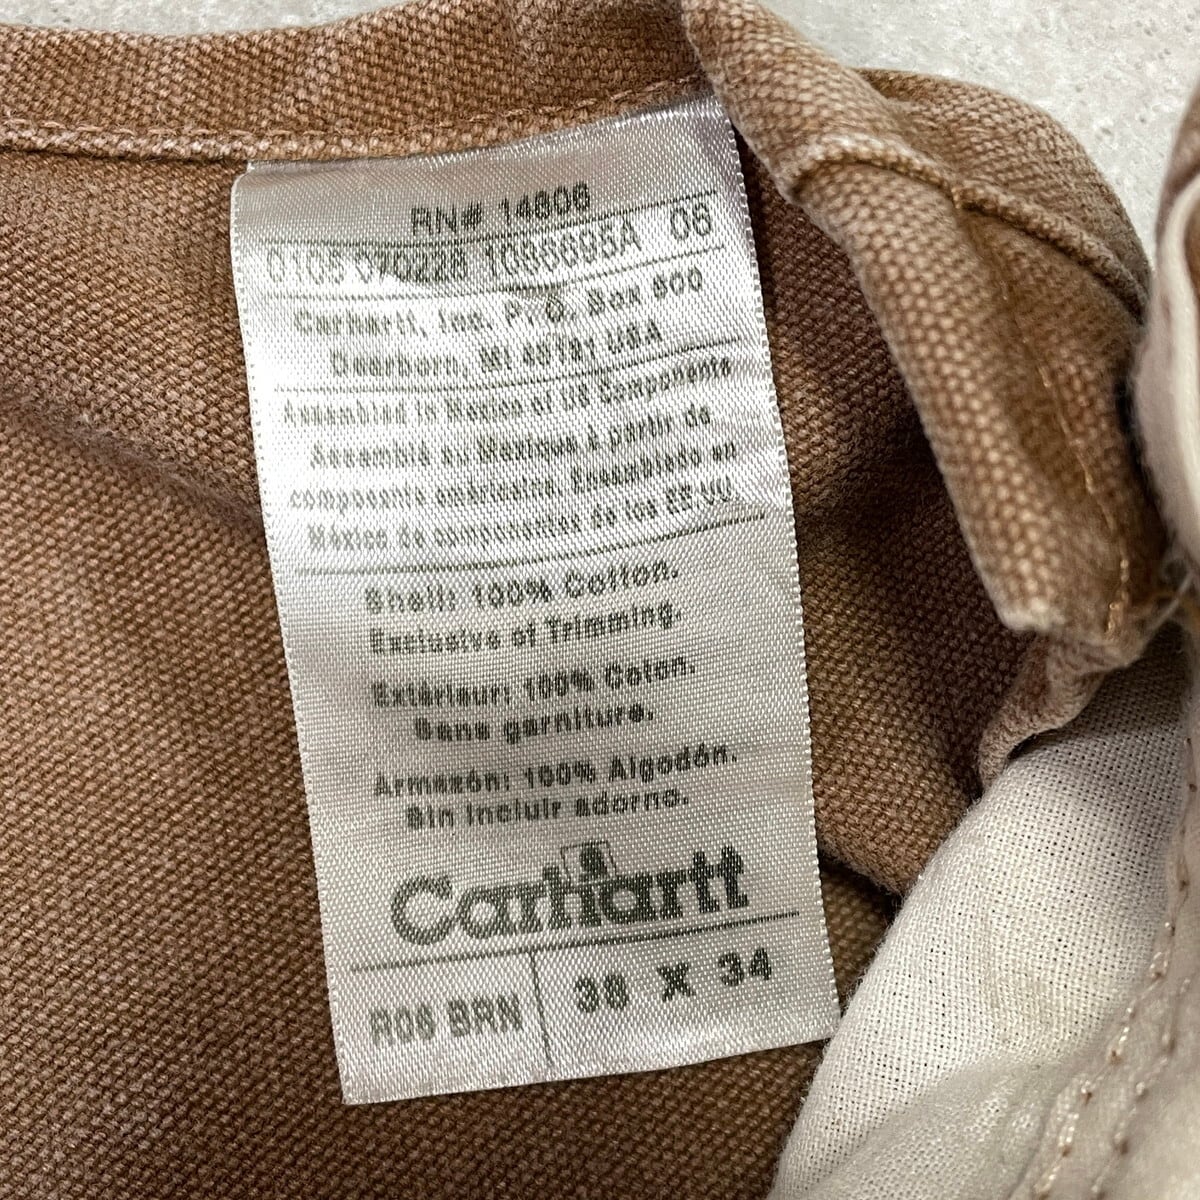 RN# 14806
0105 070228 1086695A 06
Carhartt, Inc. P.O. Box 600
Dearborn, MI 48121 USA
Assembled in Mexico of US Components
Assemblé au Mexique à partir de
composants américains. Ensamblado en
México de componentes de los EE UU
Shell: 100% Cotton.
Exclusive of Trimming.
Extérieur: 100% Coton.
Sans garniture.
Armazón: 100% Algodón.
Sin incluir adorno.
Carhartt
R06 BRN
38 X 34